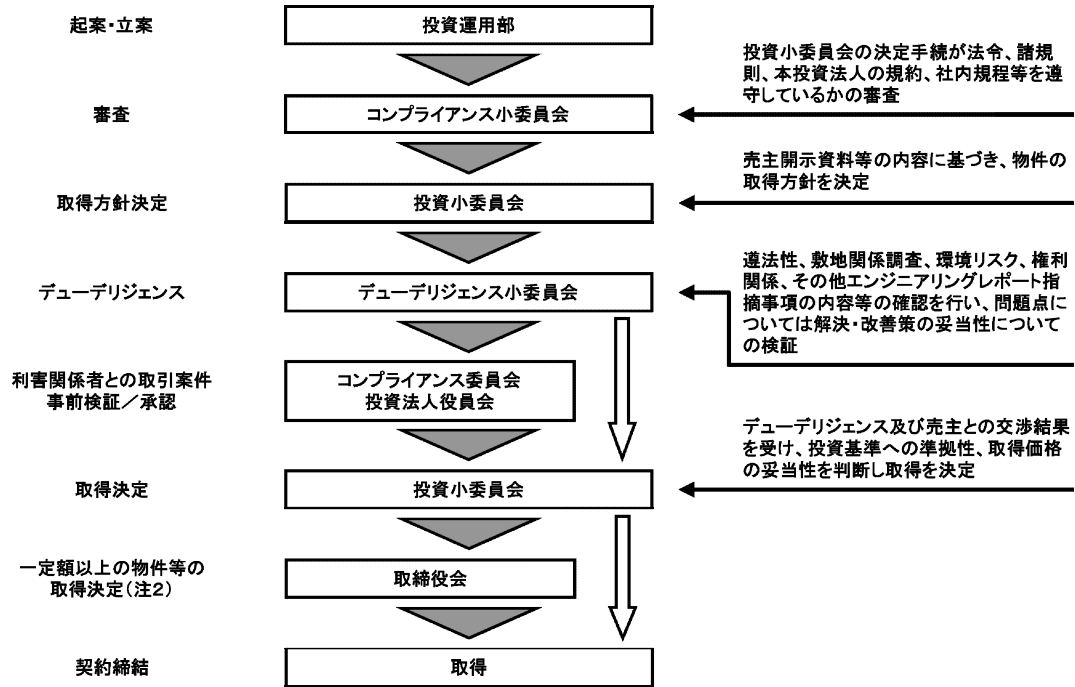 起案・立案
投資運用部
投資小委員会の決定手続が法令、諸規
則、本投資法人の規約、社内規程等を遵
守しているかの審査
審査
コンプライアンス小委員会
売主開示資料等の内容に基づき、物件の
取得方針を決定
取得方針決定
投資小委員会
遵法性、敷地関係調査、環境リスク、権利
関係、その他エンジニアリングレポート指
摘事項の内容等の確認を行い、問題点に
ついては解決・改善策の妥当性について
の検証
デューデリジェンス
デューデリジェンス小委員会
利害関係者との取引案件
事前検証／承認
コンプライアンス委員会
投資法人役員会
デューデリジェンス及び売主との交渉結果
を受け、投資基準への準拠性、取得価格
の妥当性を判断し取得を決定
取得決定
投資小委員会
一定額以上の物件等の
取得決定（注２）
取締役会
契約締結
取得